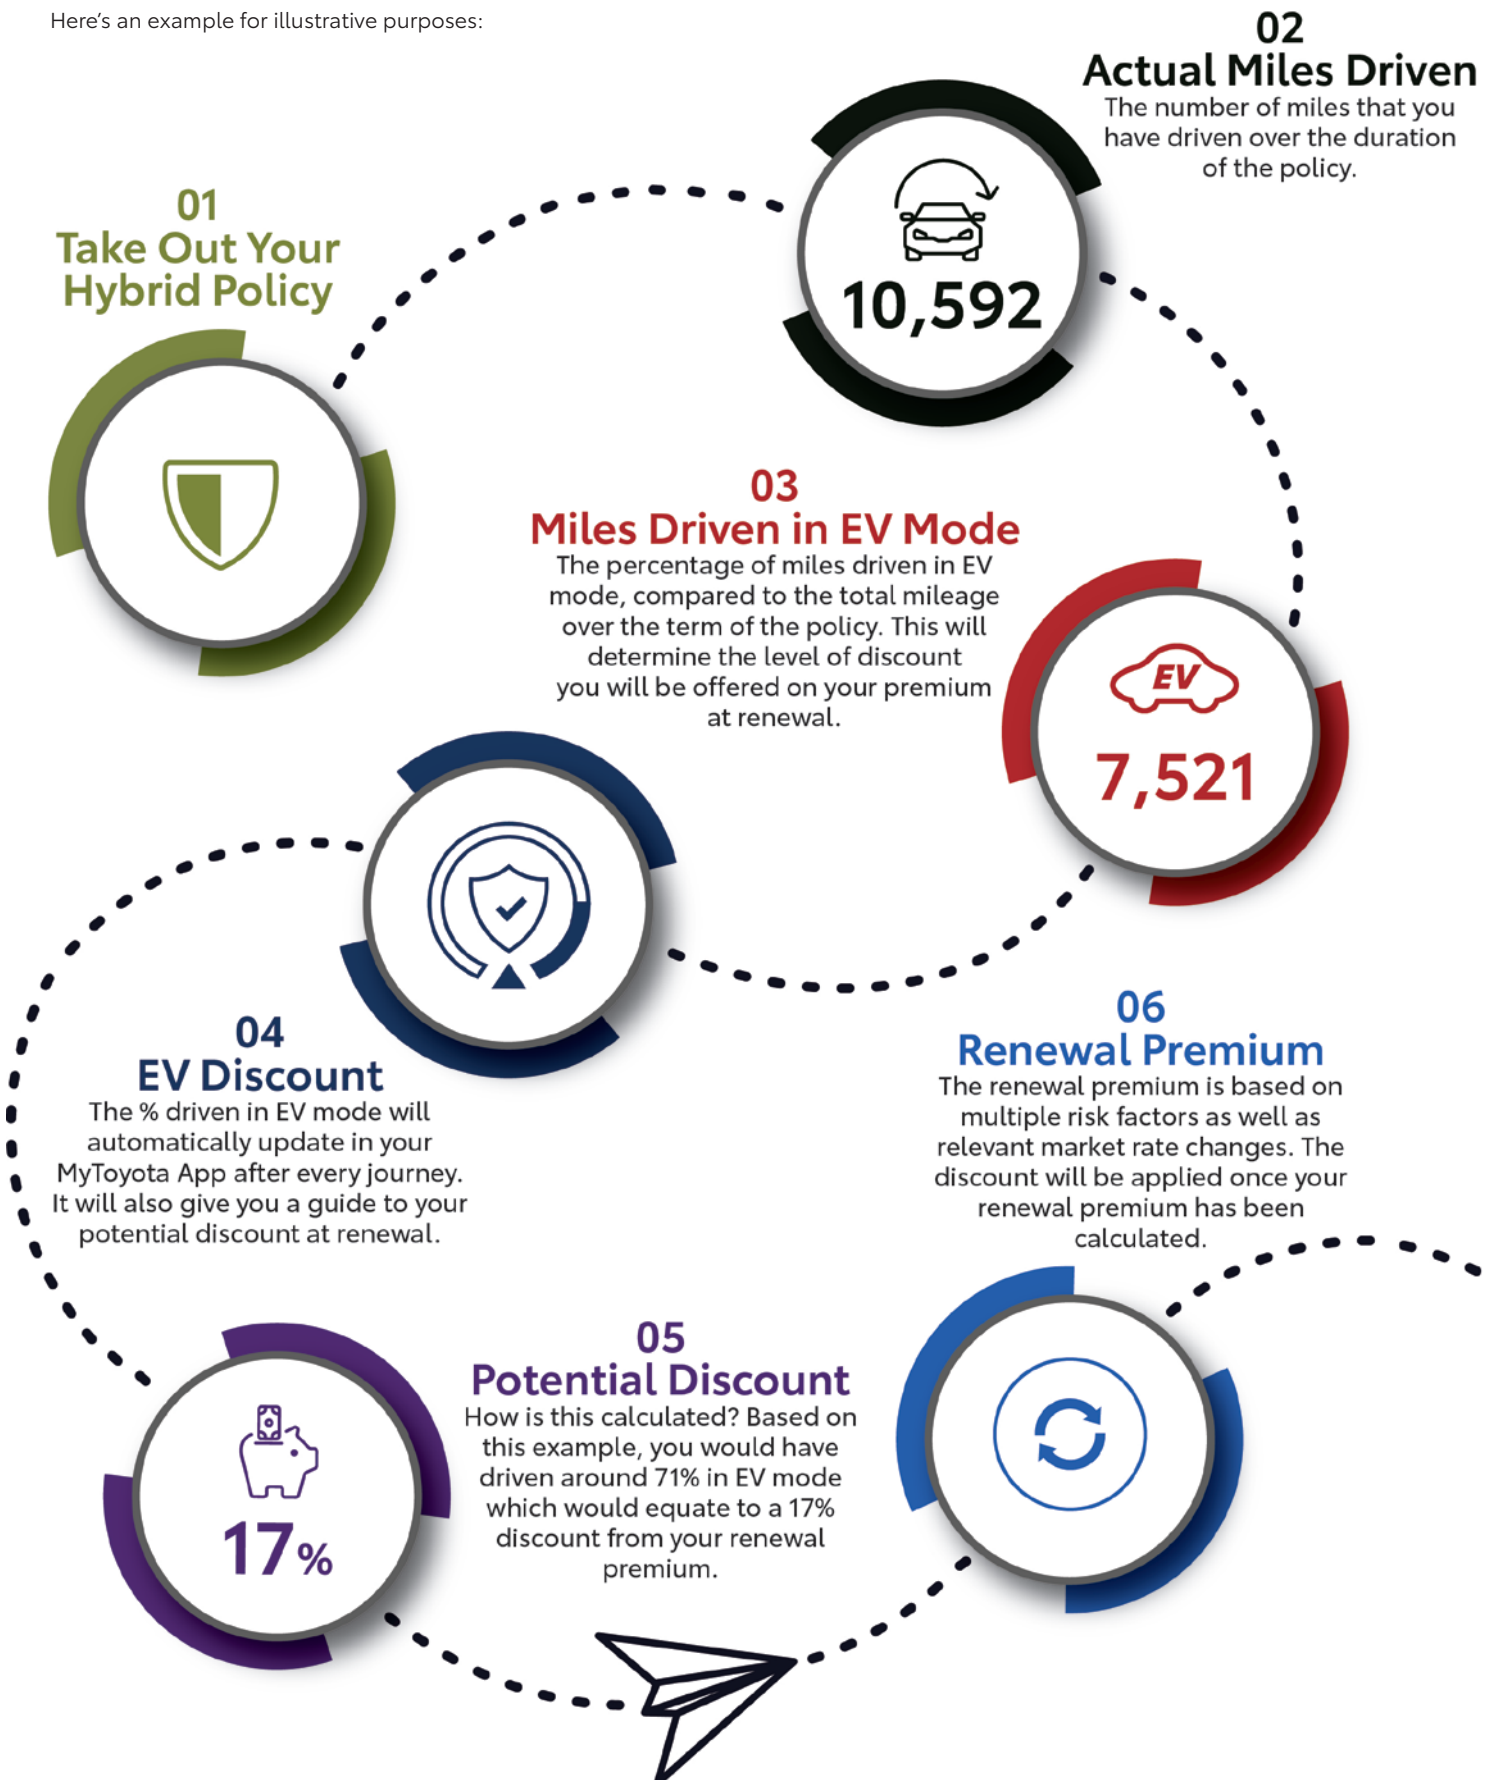 Here’s an example for illustrative purposes:
01
Take Out Your
Hybrid Policy
02
Actual Miles Driven
The number of miles that you
have driven over the duration
of the policy.
10,592
03
Miles Driven in EV Mode
The percentage of miles driven in EV
mode, compared to the total mileage
over the term of the policy. This will
determine the level of discount
you will be offered on your premium
at renewal.
EV
7,521
04
EV Discount
The % driven in EV mode will
automatically update in your
MyToyota App after every journey.
It will also give you a guide to your
potential discount at renewal.
05
Potential Discount
How is this calculated? Based on
this example, you would have
driven around 71% in EV mode
which would equate to a 17%
discount from your renewal
premium.
17%
06
Renewal Premium
The renewal premium is based on
multiple risk factors as well as
relevant market rate changes. The
discount will be applied once your
renewal premium has been
calculated.